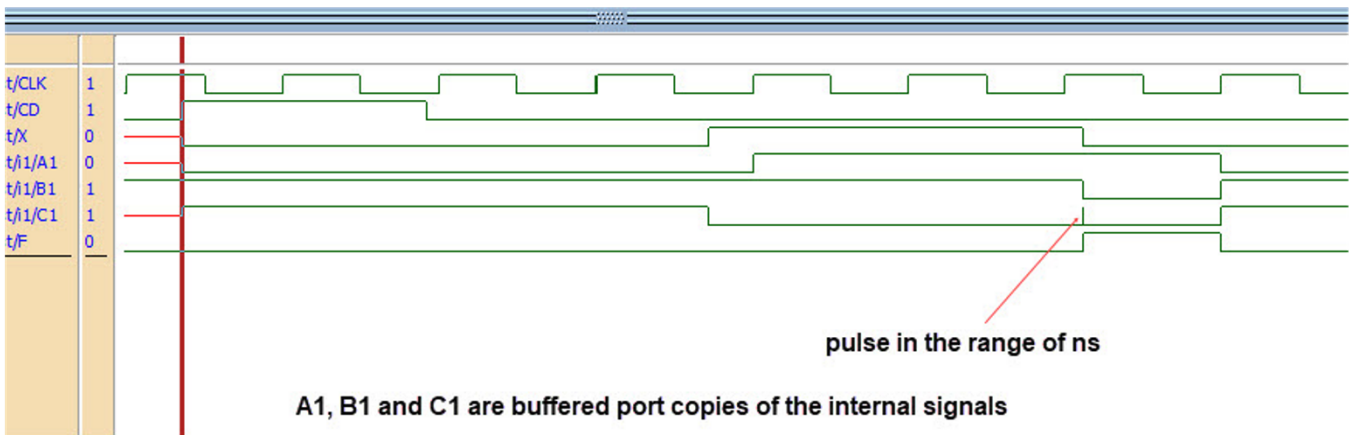 t/CLK 1
t/CD 1
t/X 0
t/i1/A1 0
t/i1/B1 1
t/i1/C1 1
t/F 0
pulse in the range of ns
A1, B1 and C1 are buffered port copies of the internal signals